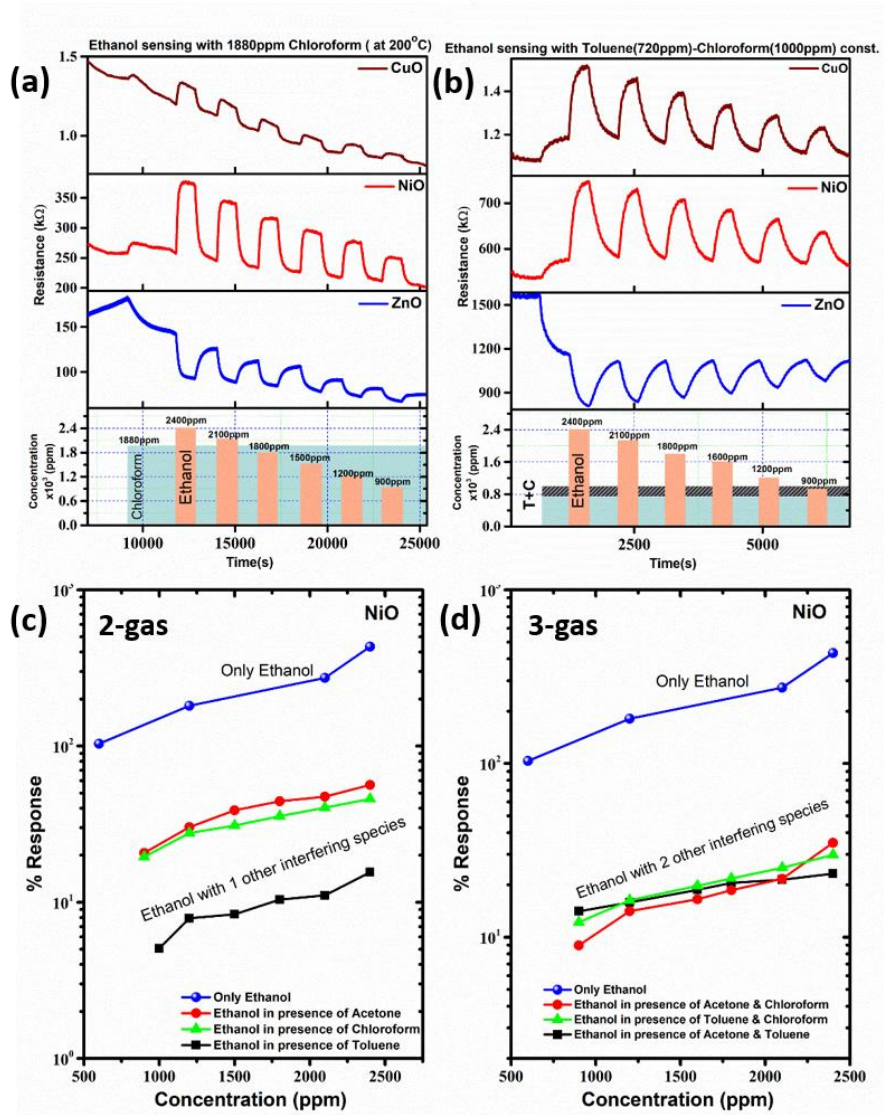 Ethanol sensing with 1880ppm Chloroform ( at 200°C)
(a)
CuO
1.5
1.0
NiO
350
300
250
200
Resistance (kΩ)
ZnO
150
100
Concentration x10³ (ppm)
2.4
1.8
1.2
0.6
0.0
1880ppm
2400ppm
2100ppm
1800ppm
1500ppm
1200ppm
900ppm
Chloroform
Ethanol
10000 15000 20000 25000
Time(s)
Ethanol sensing with Toluene(720ppm)-Chloroform(1000ppm) const.
(b)
CuO
1.4
1.2
NiO
700
600
Resistance (kΩ)
ZnO
1500
1200
900
Concentration x10³ (ppm)
2.4
1.6
0.8
0.0
2400ppm
2100ppm
1800ppm
1600ppm
1200ppm
900ppm
T+C
Ethanol
2500 5000
Time(s)
(c) 2-gas
NiO
10³
10²
10¹
10⁰
% Response
Only Ethanol
Ethanol with 1 other interfering species
Only Ethanol
Ethanol in presence of Acetone
Ethanol in presence of Chloroform
Ethanol in presence of Toluene
500 1000 1500 2000 2500
Concentration (ppm)
(d) 3-gas
NiO
10²
10¹
% Response
Only Ethanol
Ethanol with 2 other interfering species
Only Ethanol
Ethanol in presence of Acetone & Chloroform
Ethanol in presence of Toluene & Chloroform
Ethanol in presence of Acetone & Toluene
500 1000 1500 2000 2500
Concentration (ppm)